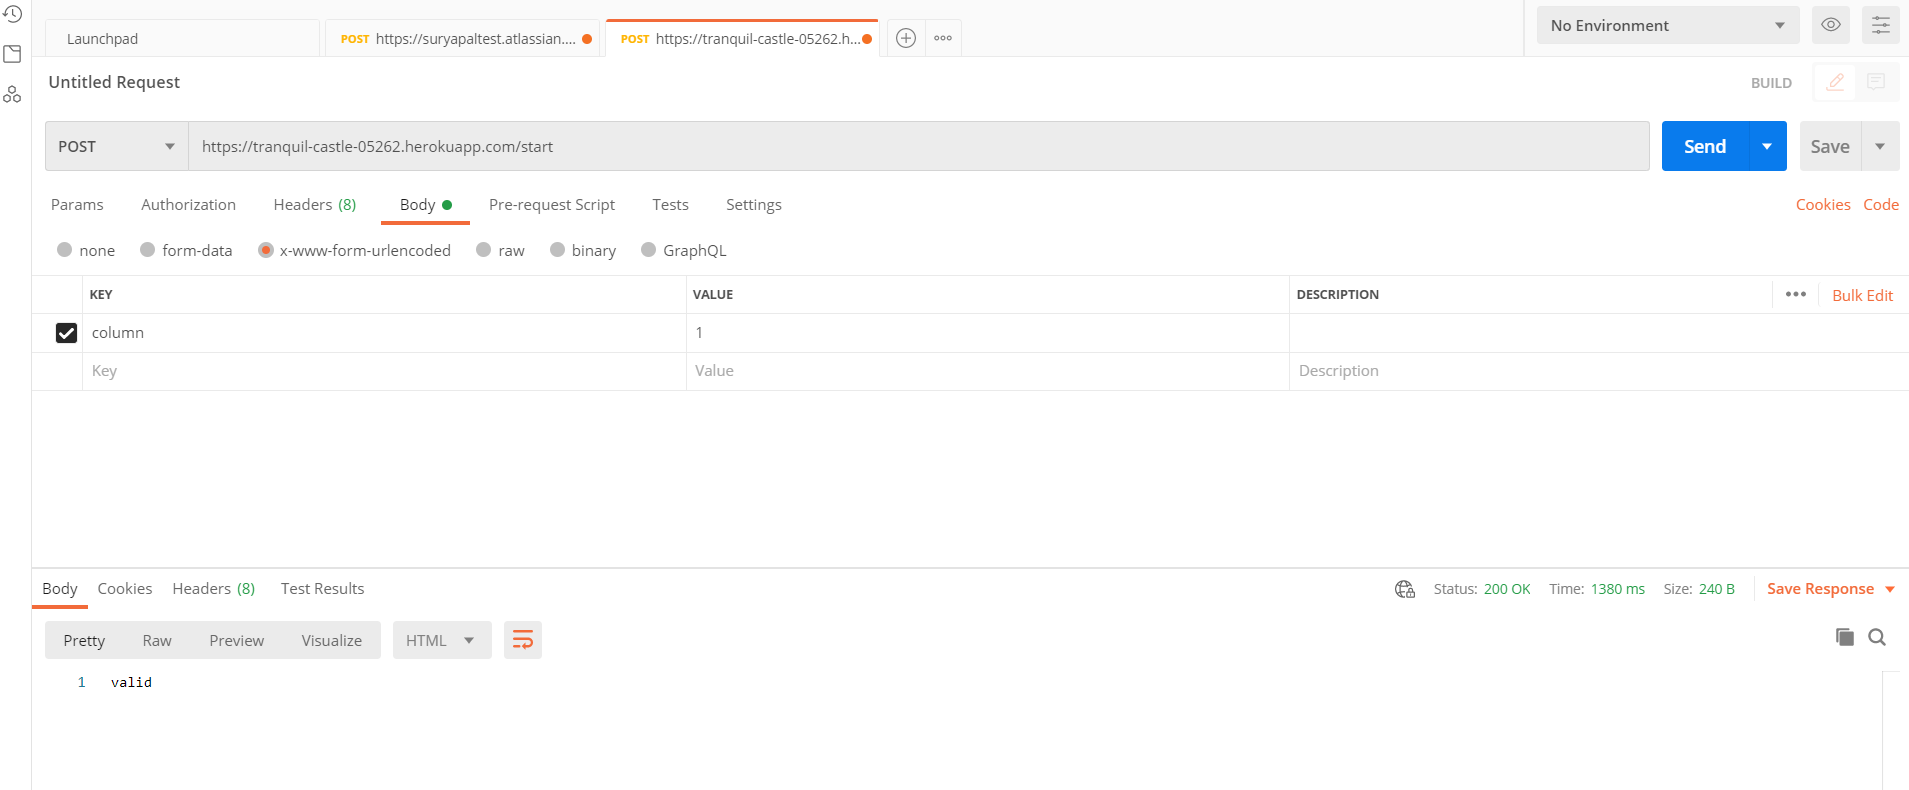 Launchpad
POST https://suryapaltest.atlassian....
POST https://tranquil-castle-05262.h...
No Environment
Untitled Request
BUILD
POST
https://tranquil-castle-05262.herokuapp.com/start
Send
Save
Params Authorization Headers (8) Body Pre-request Script Tests Settings
Cookies Code
none form-data x-www-form-urlencoded raw binary GraphQL
KEY VALUE DESCRIPTION
••• Bulk Edit
column 1
Key Value Description
Body Cookies Headers (8) Test Results
Status: 200 OK Time: 1380 ms Size: 240 B Save Response
Pretty Raw Preview Visualize HTML
1 valid